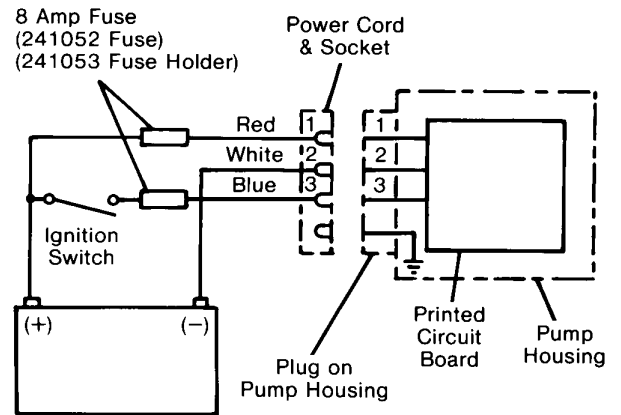 8 Amp Fuse
(241052 Fuse)
(241053 Fuse Holder)
Power Cord
& Socket
Red
1
1
White
2
2
Blue
3
3
Ignition
Switch
(+)
(−)
Plug on
Pump Housing
Printed
Circuit
Board
Pump
Housing